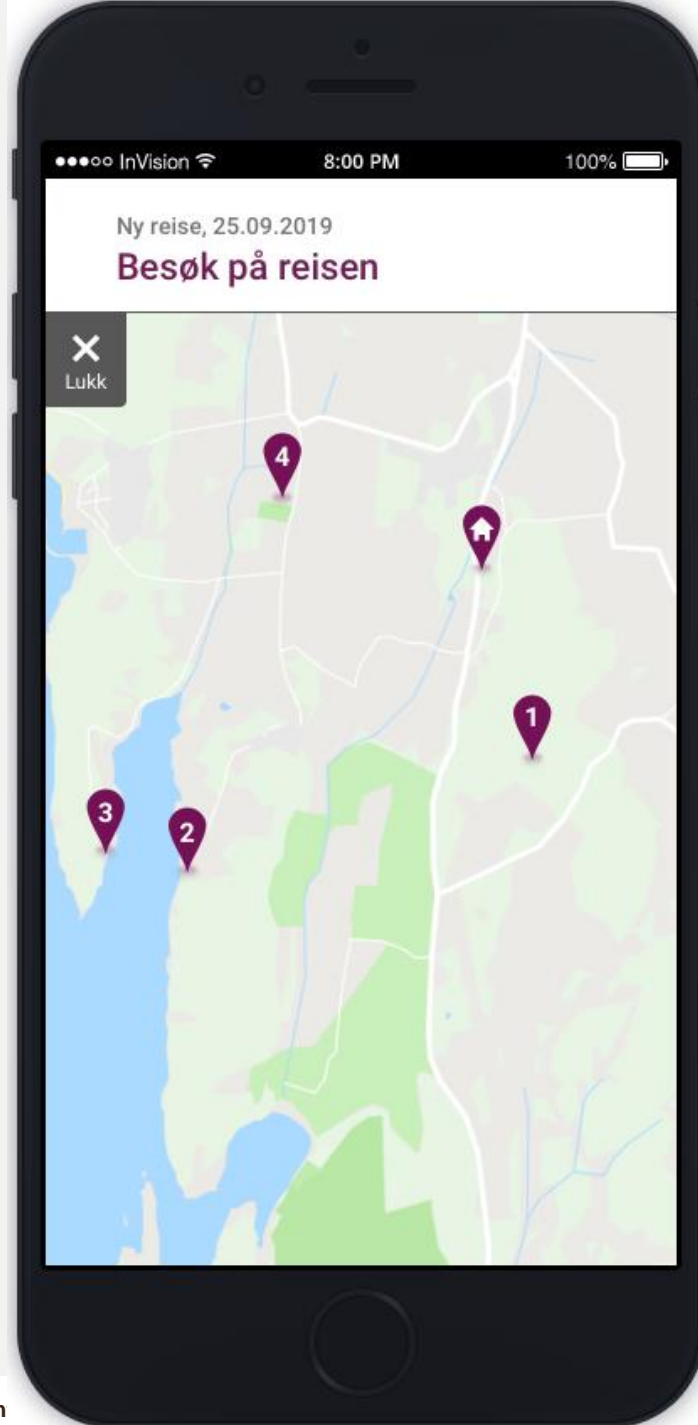 InVision 8:00 PM 100%
Ny reise, 25.09.2019
Besøk på reisen
Lukk
4
1
3
2